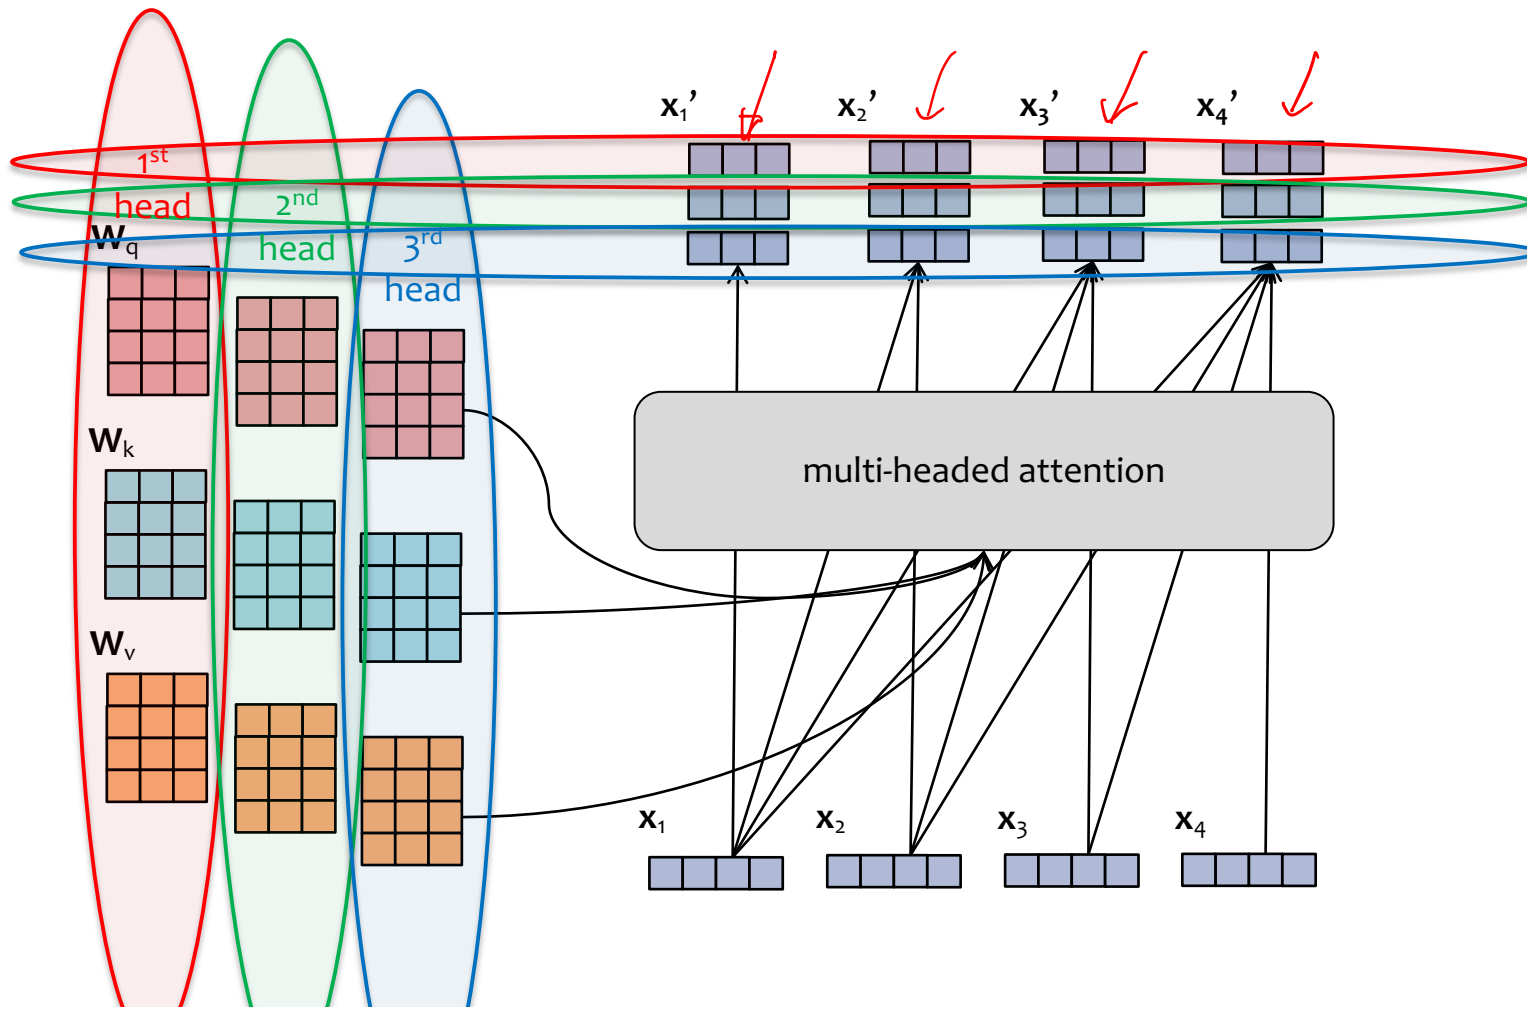 1st
head
2nd
head
3rd
head
Wq
Wk
Wv
x1’
x2’
x3’
x4’
multi-headed attention
x1
x2
x3
x4